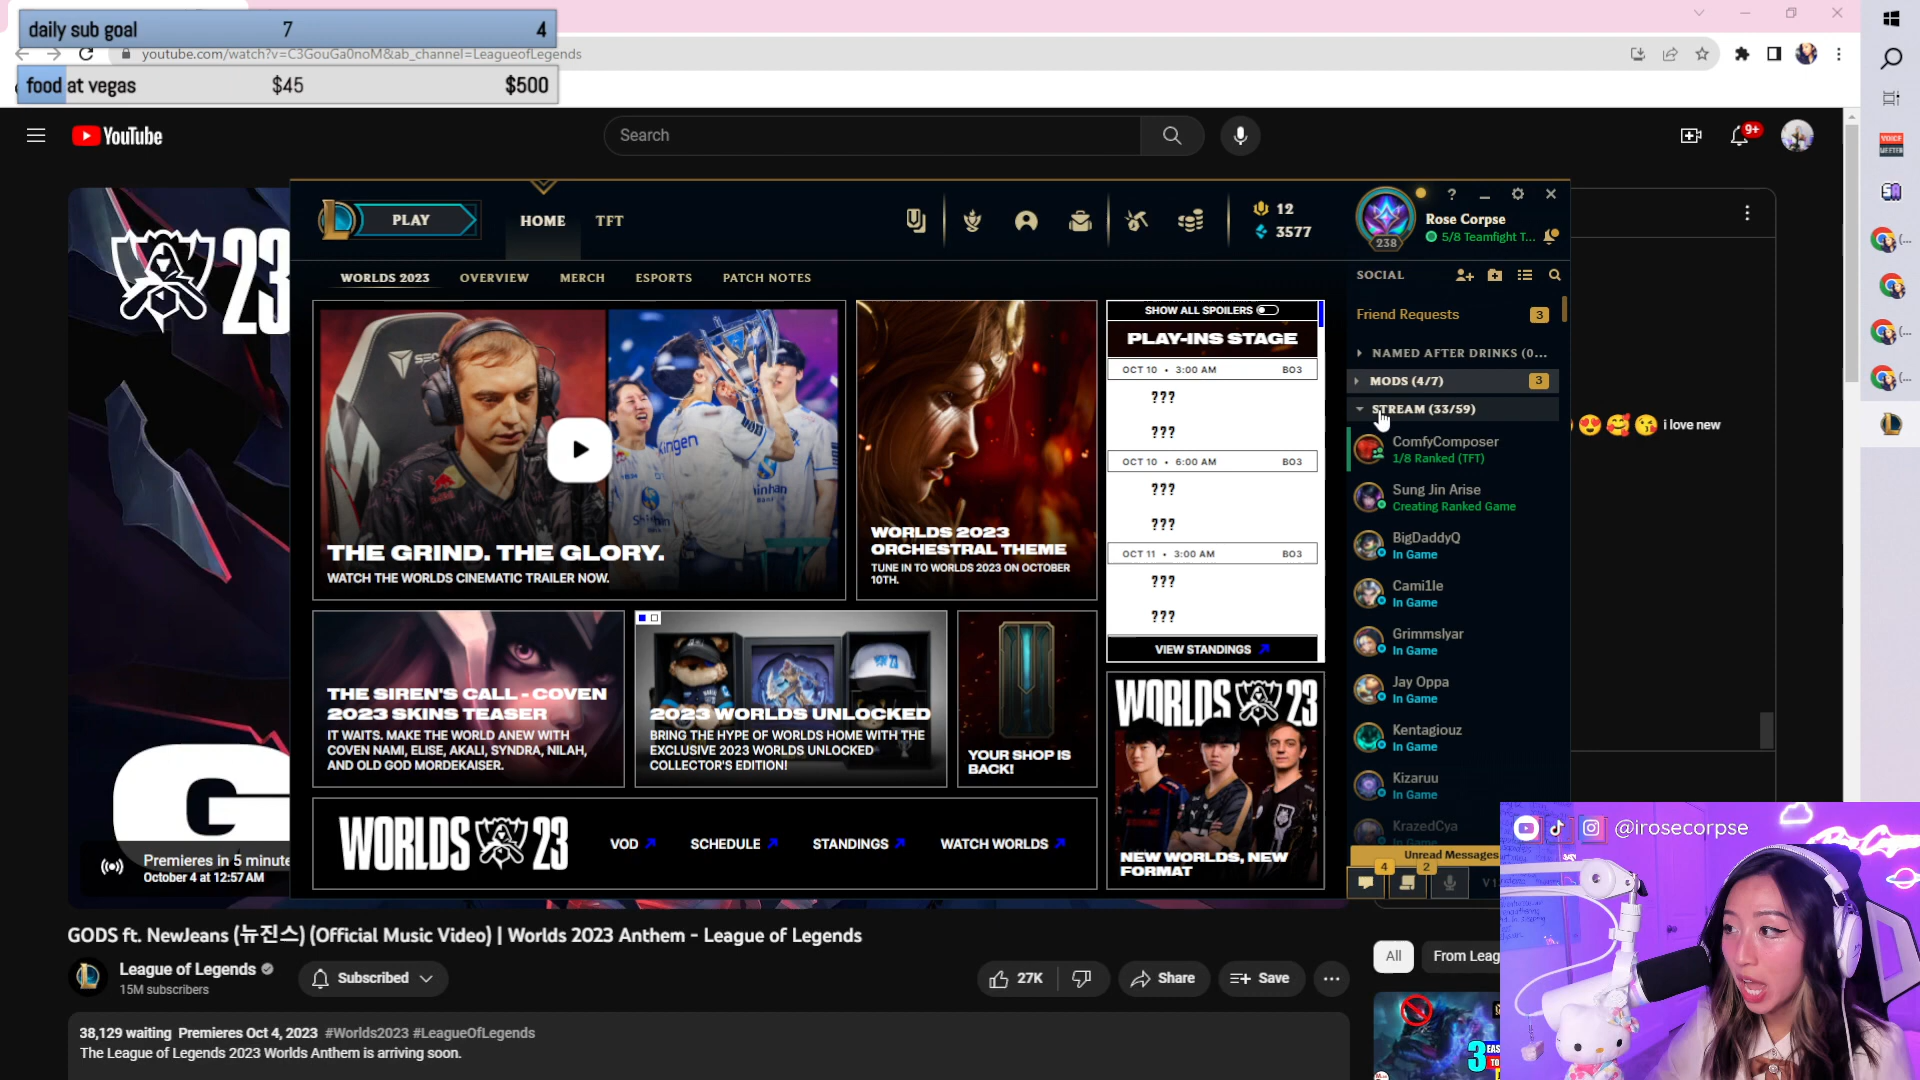 daily sub goal 7 4
youtube.com/watch?v=C3GouGa0noM&ab_channel=LeagueofLegends
food at vegas $45 $500
YouTube
Search
9+
23
PLAY
HOME
TFT
12
3577
238
Rose Corpse
5/8 Teamfight T...
WORLDS 2023
OVERVIEW
MERCH
ESPORTS
PATCH NOTES
SOCIAL
Friend Requests 3
NAMED AFTER DRINKS (0...
MODS (4/7) 3
STREAM (33/59)
ComfyComposer
1/8 Ranked (TFT)
Sung Jin Arise
Creating Ranked Game
BigDaddyQ
In Game
Cami1le
In Game
Grimmslyar
In Game
Jay Oppa
In Game
Kentagiouz
In Game
Kizaruu
In Game
KrazedCya
In Game
Unread Messages
4
2
THE GRIND. THE GLORY.
WATCH THE WORLDS CINEMATIC TRAILER NOW.
WORLDS 2023
ORCHESTRAL THEME
TUNE IN TO WORLDS 2023 ON OCTOBER
10TH.
SHOW ALL SPOILERS
PLAY-INS STAGE
OCT 10 • 3:00 AM BO3
???
???
OCT 10 • 6:00 AM BO3
???
???
OCT 11 • 3:00 AM BO3
???
???
VIEW STANDINGS
THE SIREN'S CALL - COVEN
2023 SKINS TEASER
IT WAITS. MAKE THE WORLD ANEW WITH
COVEN NAMI, ELISE, AKALI, SYNDRA, NILAH,
AND OLD GOD MORDEKAISER.
2023 WORLDS UNLOCKED
BRING THE HYPE OF WORLDS HOME WITH THE
EXCLUSIVE 2023 WORLDS UNLOCKED
COLLECTOR'S EDITION!
YOUR SHOP IS
BACK!
WORLDS 23
NEW WORLDS, NEW
FORMAT
WORLDS 23
VOD
SCHEDULE
STANDINGS
WATCH WORLDS
i love new
VOICE
MEETER
@irosecorpse
G
Premieres in 5 minute
October 4 at 12:57 AM
GODS ft. NewJeans (뉴진스) (Official Music Video) | Worlds 2023 Anthem - League of Legends
League of Legends
15M subscribers
Subscribed
27K
Share
Save
All
From Leag
38,129 waiting Premieres Oct 4, 2023 #Worlds2023 #LeagueOfLegends
The League of Legends 2023 Worlds Anthem is arriving soon.
3